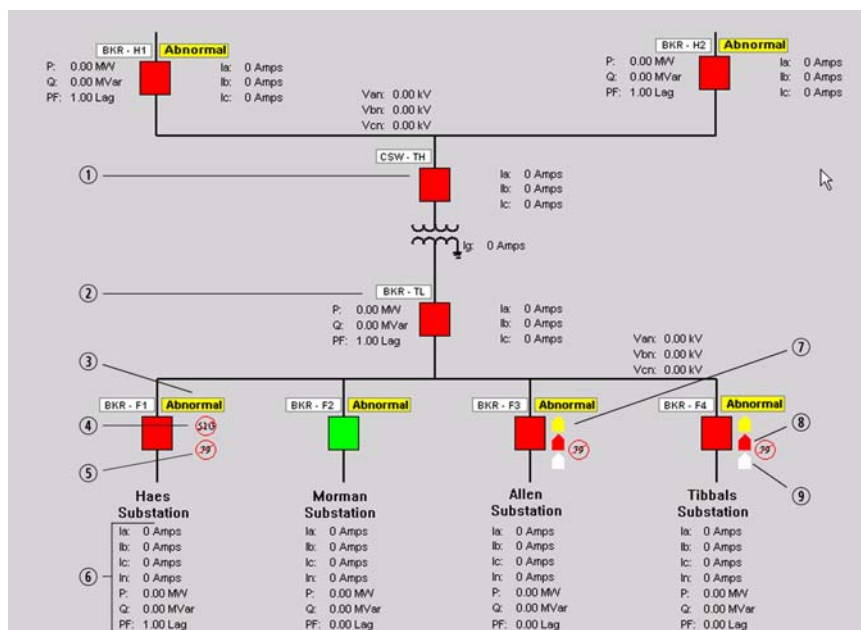 BKR - H1 Abnormal
P: 0.00 MW
Q: 0.00 MVar
PF: 1.00 Lag
Ia: 0 Amps
Ib: 0 Amps
Ic: 0 Amps
BKR - H2 Abnormal
P: 0.00 MW
Q: 0.00 MVar
PF: 1.00 Lag
Ia: 0 Amps
Ib: 0 Amps
Ic: 0 Amps
Van: 0.00 kV
Vbn: 0.00 kV
Vcn: 0.00 kV
1
CSW - TH
Ia: 0 Amps
Ib: 0 Amps
Ic: 0 Amps
Ig: 0 Amps
2
BKR - TL
P: 0.00 MW
Q: 0.00 MVar
PF: 1.00 Lag
Ia: 0 Amps
Ib: 0 Amps
Ic: 0 Amps
Van: 0.00 kV
Vbn: 0.00 kV
Vcn: 0.00 kV
7
3
BKR - F1 Abnormal
BKR - F2 Abnormal
BKR - F3 Abnormal
BKR - F4 Abnormal
4
5
8
9
Haes
Substation
Morman
Substation
Allen
Substation
Tibbals
Substation
6
Ia: 0 Amps
Ib: 0 Amps
Ic: 0 Amps
In: 0 Amps
P: 0.00 MW
Q: 0.00 MVar
PF: 1.00 Lag
Ia: 0 Amps
Ib: 0 Amps
Ic: 0 Amps
In: 0 Amps
P: 0.00 MW
Q: 0.00 MVar
PF: 0.00 Lag
Ia: 0 Amps
Ib: 0 Amps
Ic: 0 Amps
In: 0 Amps
P: 0.00 MW
Q: 0.00 MVar
PF: 0.00 Lag
Ia: 0 Amps
Ib: 0 Amps
Ic: 0 Amps
In: 0 Amps
P: 0.00 MW
Q: 0.00 MVar
PF: 0.00 Lag